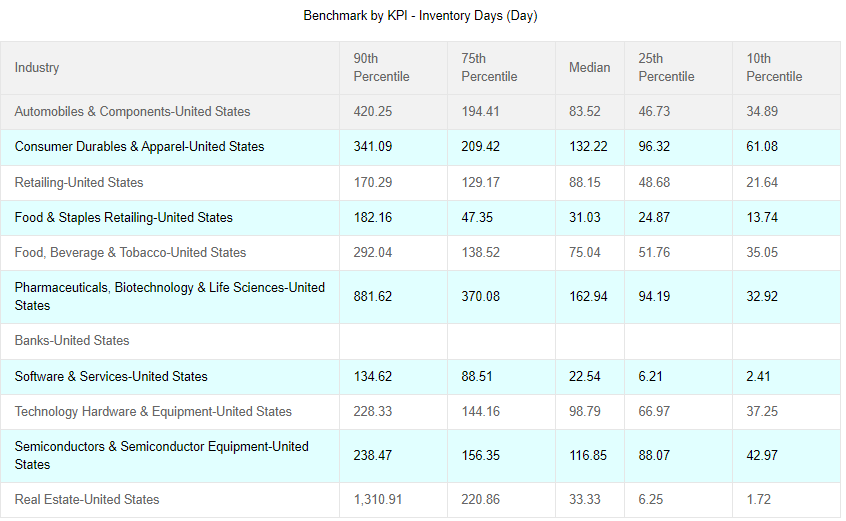 Benchmark by KPI - Inventory Days (Day)
Industry 90th Percentile 75th Percentile Median 25th Percentile 10th Percentile
Automobiles & Components-United States 420.25 194.41 83.52 46.73 34.89
Consumer Durables & Apparel-United States 341.09 209.42 132.22 96.32 61.08
Retailing-United States 170.29 129.17 88.15 48.68 21.64
Food & Staples Retailing-United States 182.16 47.35 31.03 24.87 13.74
Food, Beverage & Tobacco-United States 292.04 138.52 75.04 51.76 35.05
Pharmaceuticals, Biotechnology & Life Sciences-United States 881.62 370.08 162.94 94.19 32.92
Banks-United States
Software & Services-United States 134.62 88.51 22.54 6.21 2.41
Technology Hardware & Equipment-United States 228.33 144.16 98.79 66.97 37.25
Semiconductors & Semiconductor Equipment-United States 238.47 156.35 116.85 88.07 42.97
Real Estate-United States 1,310.91 220.86 33.33 6.25 1.72